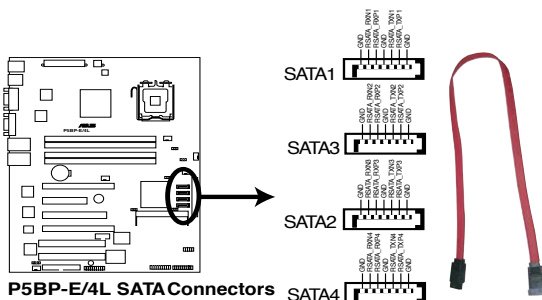 GND
RSATA_RXN1
RSATA_RXP1
GND
RSATA_TXN1
RSATA_TXP1
GND
SATA1
GND
RSATA_RXN2
RSATA_RXP2
GND
RSATA_TXN2
RSATA_TXP2
GND
SATA3
GND
RSATA_RXN3
RSATA_RXP3
GND
RSATA_TXN3
RSATA_TXP3
GND
SATA2
GND
RSATA_RXN4
RSATA_RXP4
GND
RSATA_TXN4
RSATA_TXP4
GND
SATA4
ASUS
P5BP-E/4L
P5BP-E/4L SATA Connectors